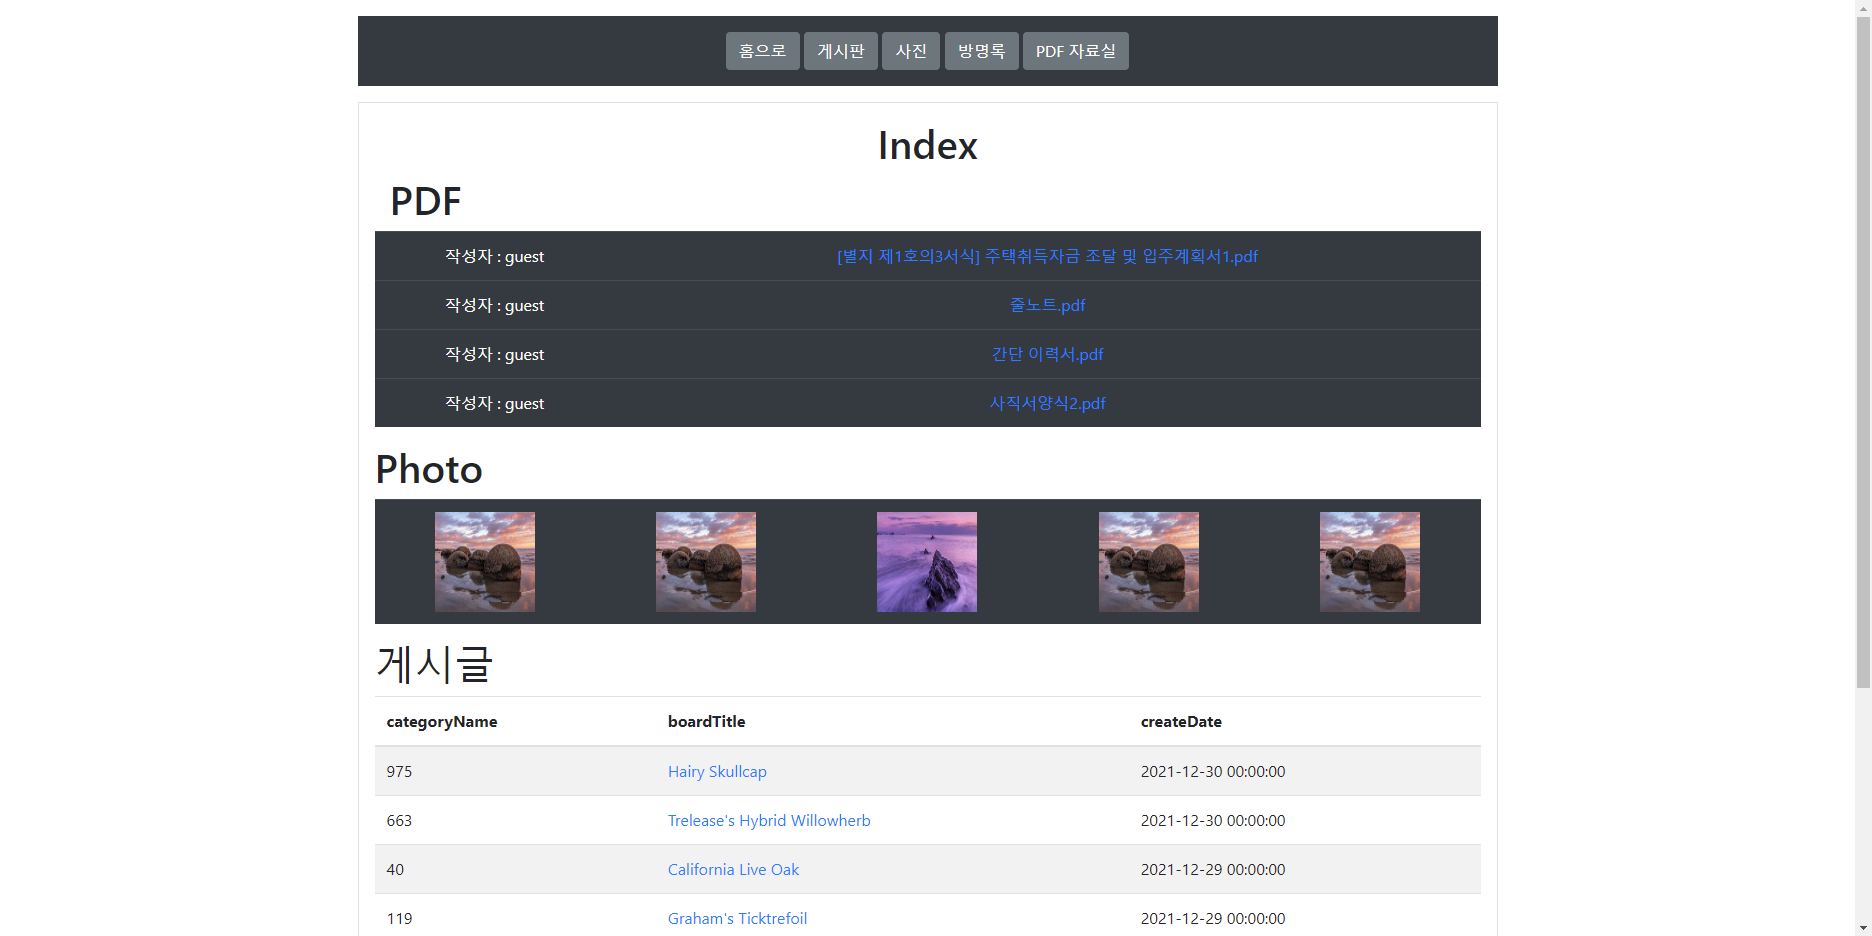 홈으로 게시판 사진 방명록 PDF 자료실
Index
PDF
작성자 : guest [별지 제1호의3서식] 주택취득자금 조달 및 입주계획서1.pdf
작성자 : guest 줄노트.pdf
작성자 : guest 간단 이력서.pdf
작성자 : guest 사직서양식2.pdf
Photo
게시글
categoryName boardTitle createDate
975 Hairy Skullcap 2021-12-30 00:00:00
663 Trelease's Hybrid Willowherb 2021-12-30 00:00:00
40 California Live Oak 2021-12-29 00:00:00
119 Graham's Ticktrefoil 2021-12-29 00:00:00